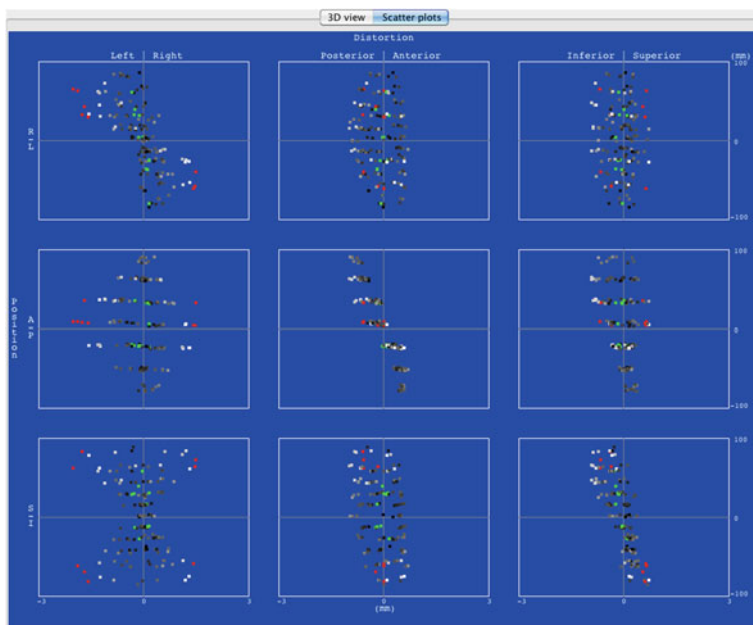 3D view Scatter plots
Distortion
Left Right Posterior Anterior Inferior Superior (mm)
100
R
L
0
-100
100
Position
A
P
0
-100
100
S
I
0
-100
-3 0 3 -3 0 3 -3 0 3
(mm)